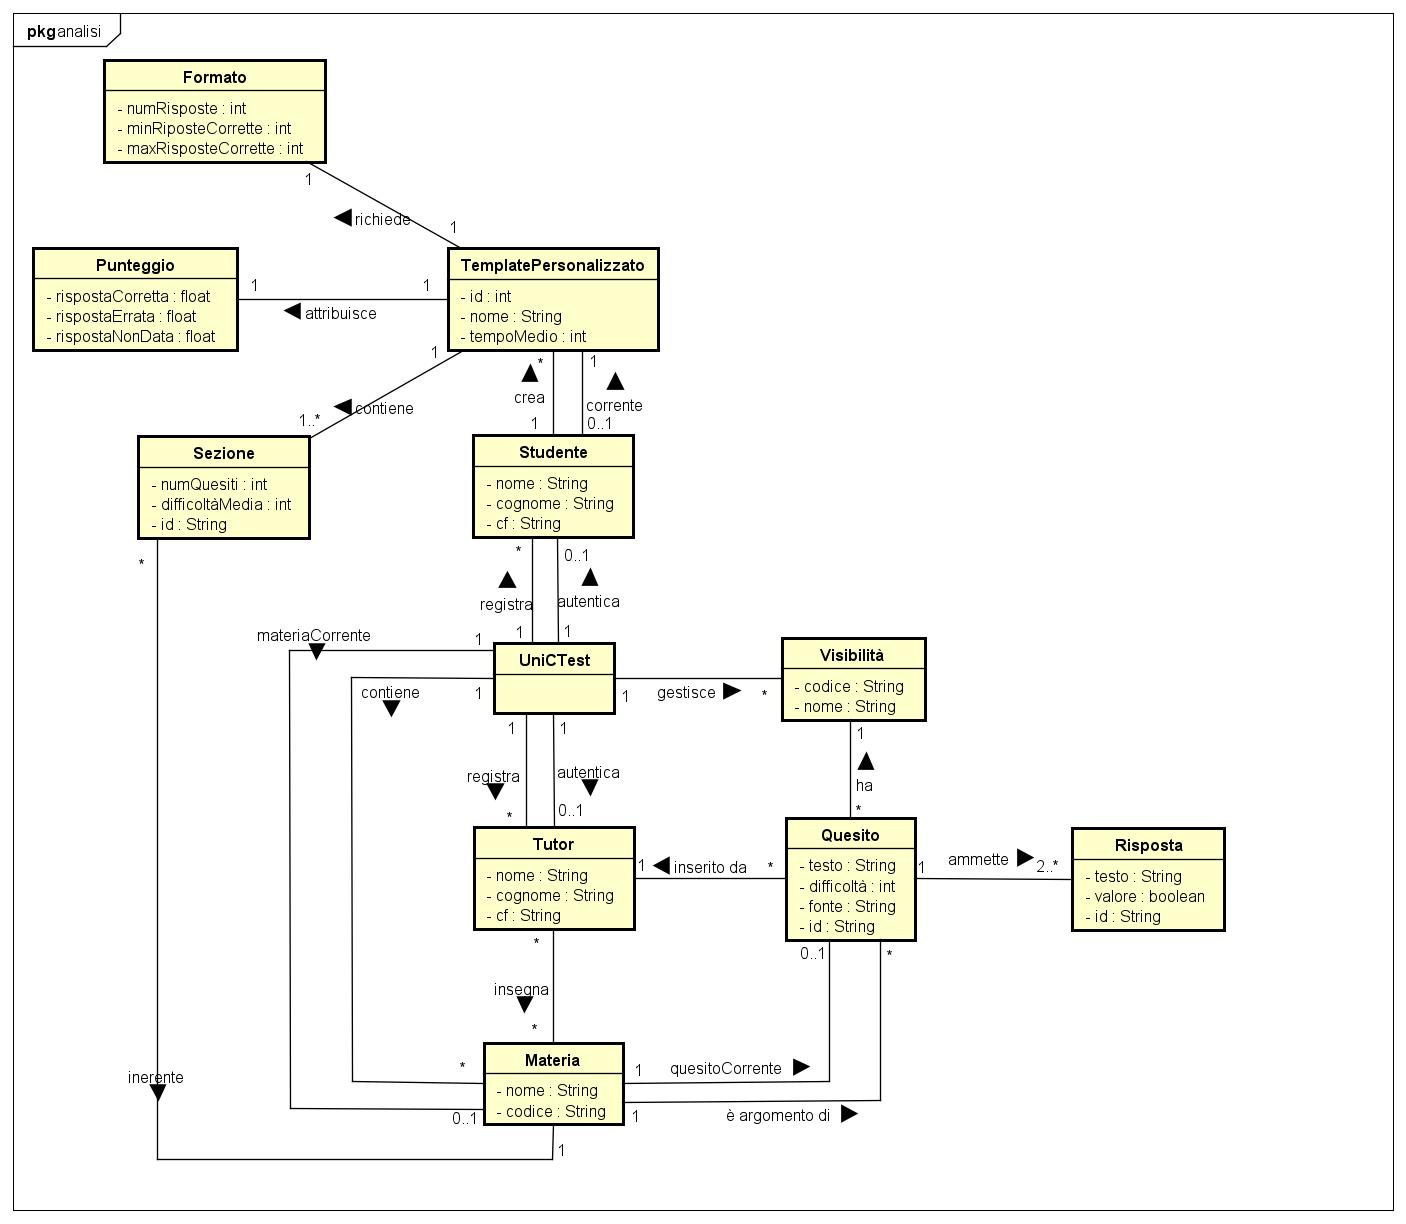 pkg analisi
Formato
- numRisposte : int
- minRiposteCorrette : int
- maxRisposteCorrette : int
1
richiede
1
Punteggio
- rispostaCorretta : float
- rispostaErrata : float
- rispostaNonData : float
1
1
attribuisce
TemplatePersonalizzato
- id : int
- nome : String
- tempoMedio : int
1
contiene
1..*
*
crea
1
1
corrente
0..1
Sezione
- numQuesiti : int
- difficoltàMedia : int
- id : String
*
Studente
- nome : String
- cognome : String
- cf : String
*
registra
1
0..1
autentica
1
materiaCorrente
1
contiene
1
UniCTest
1
gestisce
*
Visibilità
- codice : String
- nome : String
1
ha
*
1
registra
*
1
autentica
0..1
Tutor
- nome : String
- cognome : String
- cf : String
1
inserito da
*
Quesito
- testo : String
- difficoltà : int
- fonte : String
- id : String
1
ammette
2..*
Risposta
- testo : String
- valore : boolean
- id : String
*
insegna
*
0..1
*
Materia
- nome : String
- codice : String
*
0..1
1
quesitoCorrente
1
è argomento di
inerente
1